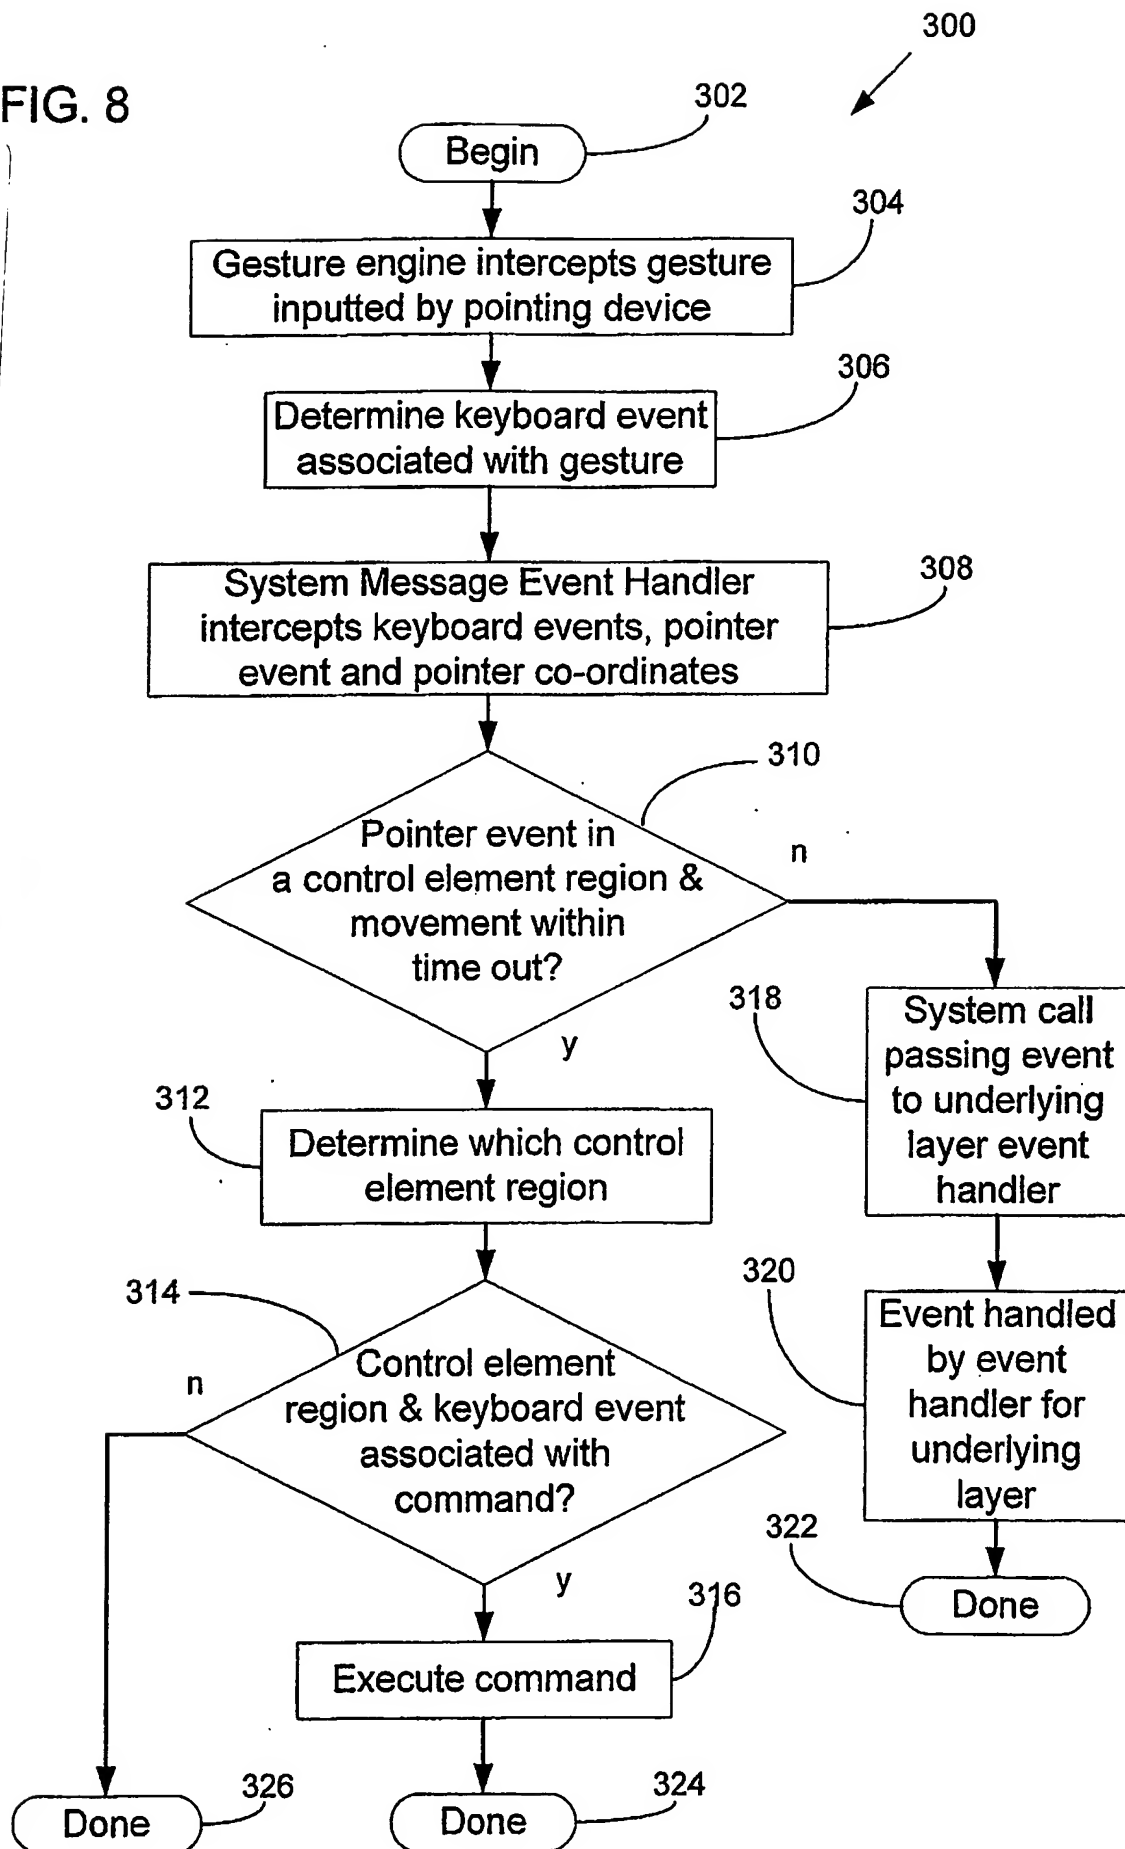 300
FIG. 8
302
Begin
304
Gesture engine intercepts gesture
inputted by pointing device
306
Determine keyboard event
associated with gesture
308
System Message Event Handler
intercepts keyboard events, pointer
event and pointer co-ordinates
310
Pointer event in
a control element region &
movement within
time out?
n
y
312
Determine which control
element region
318
System call
passing event
to underlying
layer event
handler
314
Control element
region & keyboard event
associated with
command?
n
y
320
Event handled
by event
handler for
underlying
layer
322
Done
316
Execute command
326
Done
324
Done